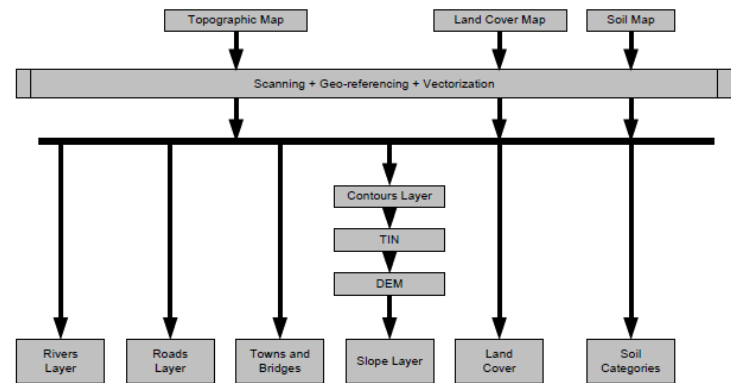 Topographic Map
Land Cover Map
Soil Map
Scanning + Geo-referencing + Vectorization
Contours Layer
TIN
DEM
Rivers
Layer
Roads
Layer
Towns and
Bridges
Slope Layer
Land
Cover
Soil
Categories